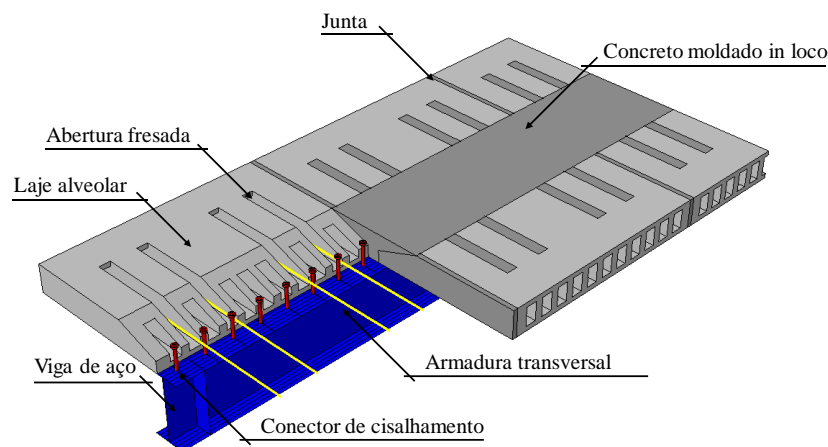 Junta
Concreto moldado in loco
Abertura fresada
Laje alveolar
Viga de aço
Armadura transversal
Conector de cisalhamento